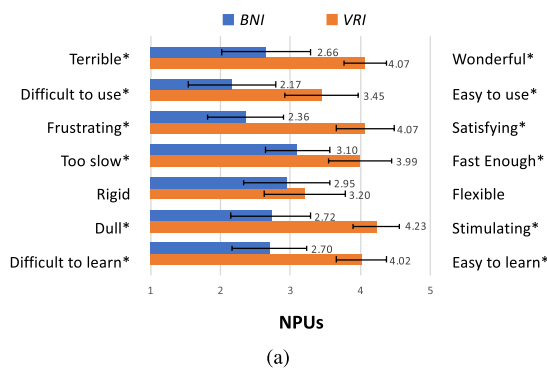 BNI VRI
Terrible* 2.66 4.07 Wonderful*
Difficult to use* 2.17 3.45 Easy to use*
Frustrating* 2.36 4.07 Satisfying*
Too slow* 3.10 3.99 Fast Enough*
Rigid 2.95 3.20 Flexible
Dull* 2.72 4.23 Stimulating*
Difficult to learn* 2.70 4.02 Easy to learn*
1 2 3 4 5
NPUs
(a)